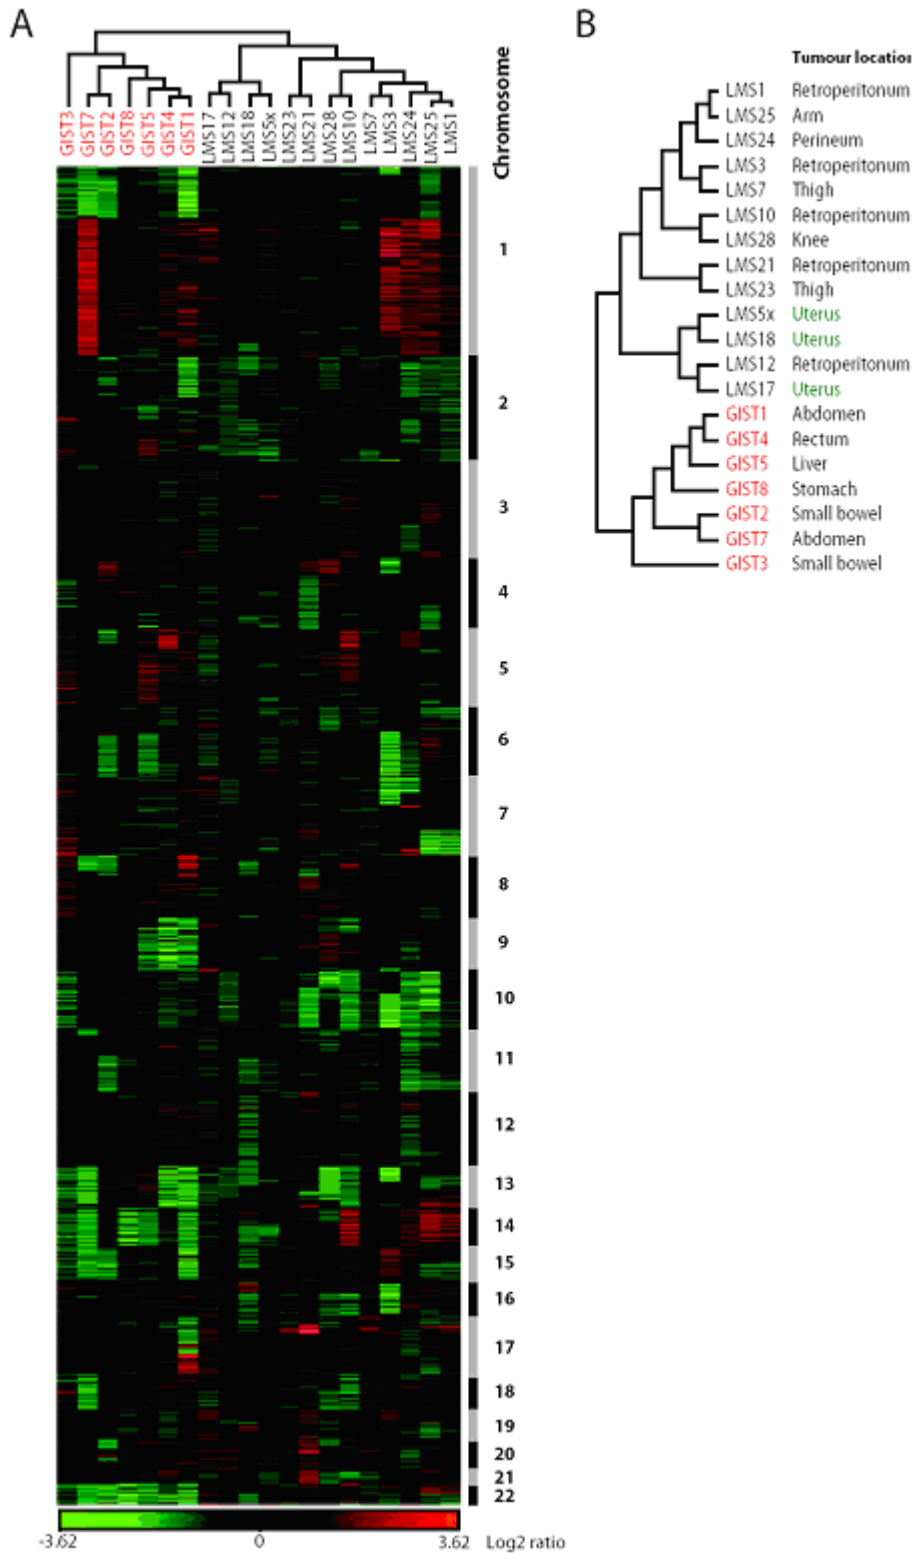 A
B
GIST3
GIST7
GIST2
GIST8
GIST5
GIST4
GIST1
LMS17
LMS12
LMS18
LMS5x
LMS23
LMS21
LMS28
LMS10
LMS7
LMS3
LMS24
LMS25
LMS1
Chromosome
1
2
3
4
5
6
7
8
9
10
11
12
13
14
15
16
17
18
19
20
21
22
-3.62 0 3.62 Log2 ratio
Tumour location
LMS1 Retroperitonum
LMS25 Arm
LMS24 Perineum
LMS3 Retroperitonum
LMS7 Thigh
LMS10 Retroperitonum
LMS28 Knee
LMS21 Retroperitonum
LMS23 Thigh
LMS5x Uterus
LMS18 Uterus
LMS12 Retroperitonum
LMS17 Uterus
GIST1 Abdomen
GIST4 Rectum
GIST5 Liver
GIST8 Stomach
GIST2 Small bowel
GIST7 Abdomen
GIST3 Small bowel